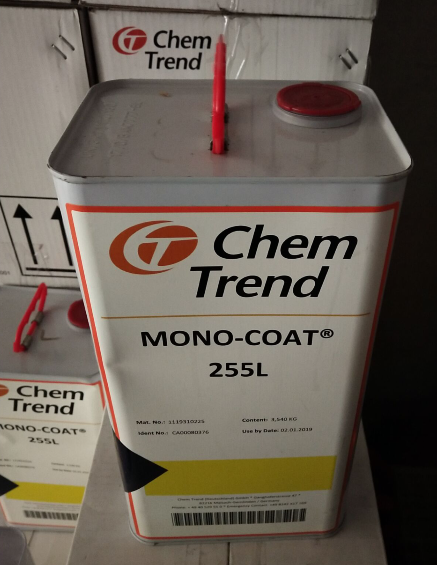 Chem
Trend
Chem
Trend
MONO-COAT®
255L
Mat. No.: 1119310225
Content: 4,540 KG
Ident No.: CA00080376
Use by Date: 02.01.2019
Chem
Trend
MONO-COAT®
255L